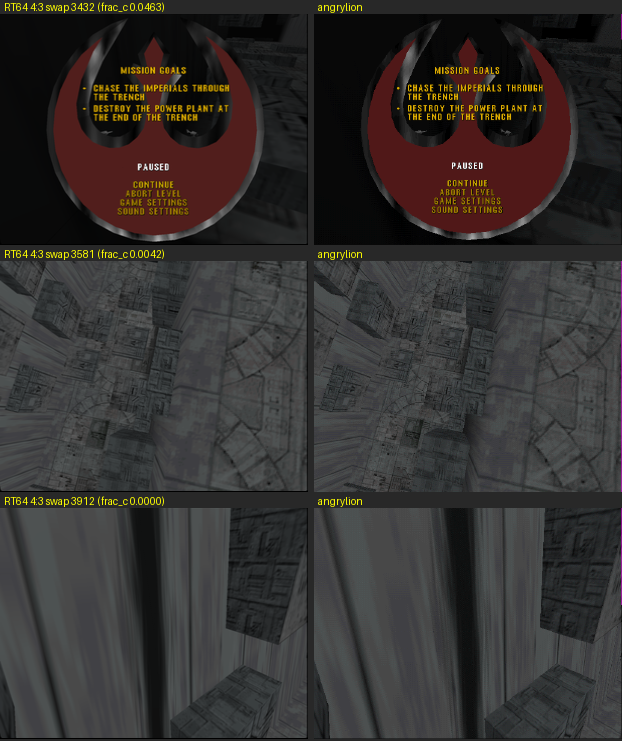 RT64 4:3 swap 3432 (frac_c 0.0463)
angrylion
MISSION GOALS
• CHASE THE IMPERIALS THROUGH
THE TRENCH
• DESTROY THE POWER PLANT AT
THE END OF THE TRENCH
PAUSED
CONTINUE
ABORT LEVEL
GAME SETTINGS
SOUND SETTINGS
MISSION GOALS
• CHASE THE IMPERIALS THROUGH
THE TRENCH
• DESTROY THE POWER PLANT AT
THE END OF THE TRENCH
PAUSED
CONTINUE
ABORT LEVEL
GAME SETTINGS
SOUND SETTINGS
RT64 4:3 swap 3581 (frac_c 0.0042)
angrylion
RT64 4:3 swap 3912 (frac_c 0.0000)
angrylion